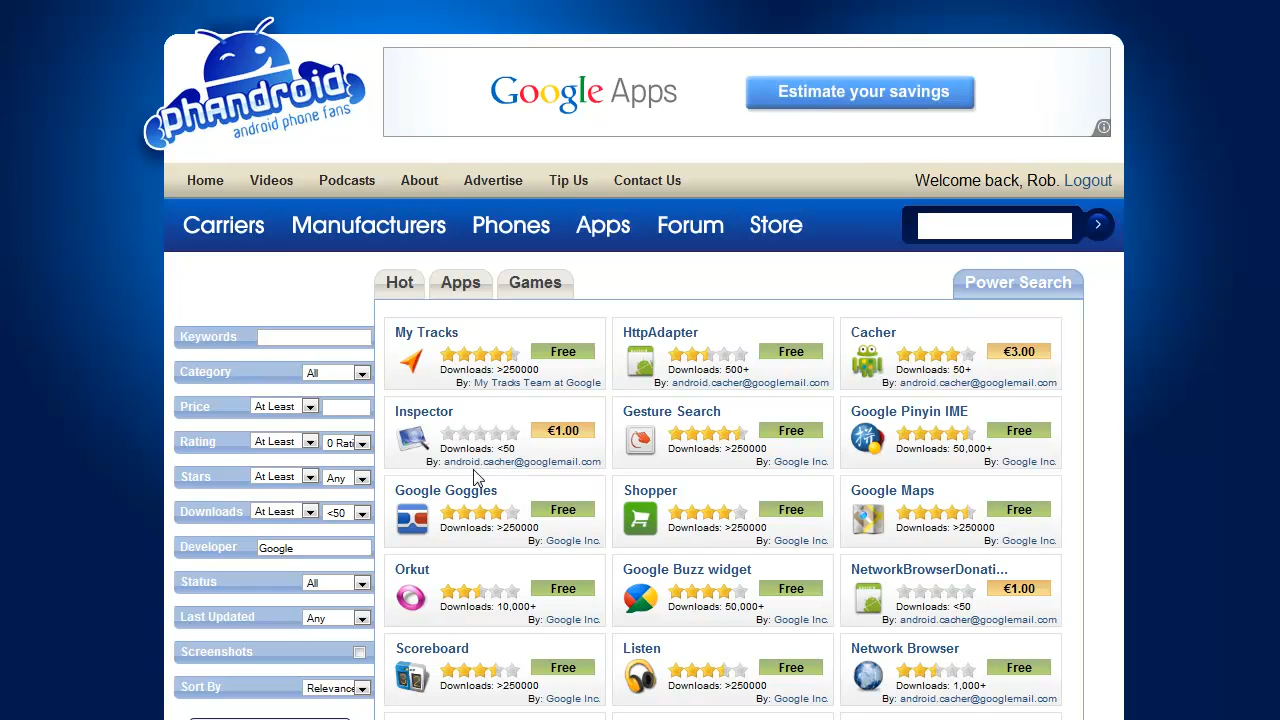 phandroid
android phone fans
Google Apps
Estimate your savings
Home Videos Podcasts About Advertise Tip Us Contact Us
Welcome back, Rob. Logout
Carriers Manufacturers Phones Apps Forum Store
Hot Apps Games Power Search
Keywords
Category All
Price At Least
Rating At Least 0 Rati
Stars At Least Any
Downloads At Least <50
Developer Google
Status All
Last Updated Any
Screenshots
Sort By Relevance
My Tracks
Free
Downloads: >250000
By: My Tracks Team at Google
HttpAdapter
Free
Downloads: 500+
By: android.cacher@googlemail.com
Cacher
€3.00
Downloads: 50+
By: android.cacher@googlemail.com
Inspector
€1.00
Downloads: <50
By: android.cacher@googlemail.com
Gesture Search
Free
Downloads: >250000
By: Google Inc.
Google Pinyin IME
Free
Downloads: 50,000+
By: Google Inc.
Google Goggles
Free
Downloads: >250000
By: Google Inc.
Shopper
Free
Downloads: >250000
By: Google Inc.
Google Maps
Free
Downloads: >250000
By: Google Inc.
Orkut
Free
Downloads: 10,000+
By: Google Inc.
Google Buzz widget
Free
Downloads: 50,000+
By: Google Inc.
NetworkBrowserDonati...
€1.00
Downloads: <50
By: android.cacher@googlemail.com
Scoreboard
Free
Downloads: >250000
By: Google Inc.
Listen
Free
Downloads: >250000
By: Google Inc.
Network Browser
Free
Downloads: 1,000+
By: android.cacher@googlemail.com